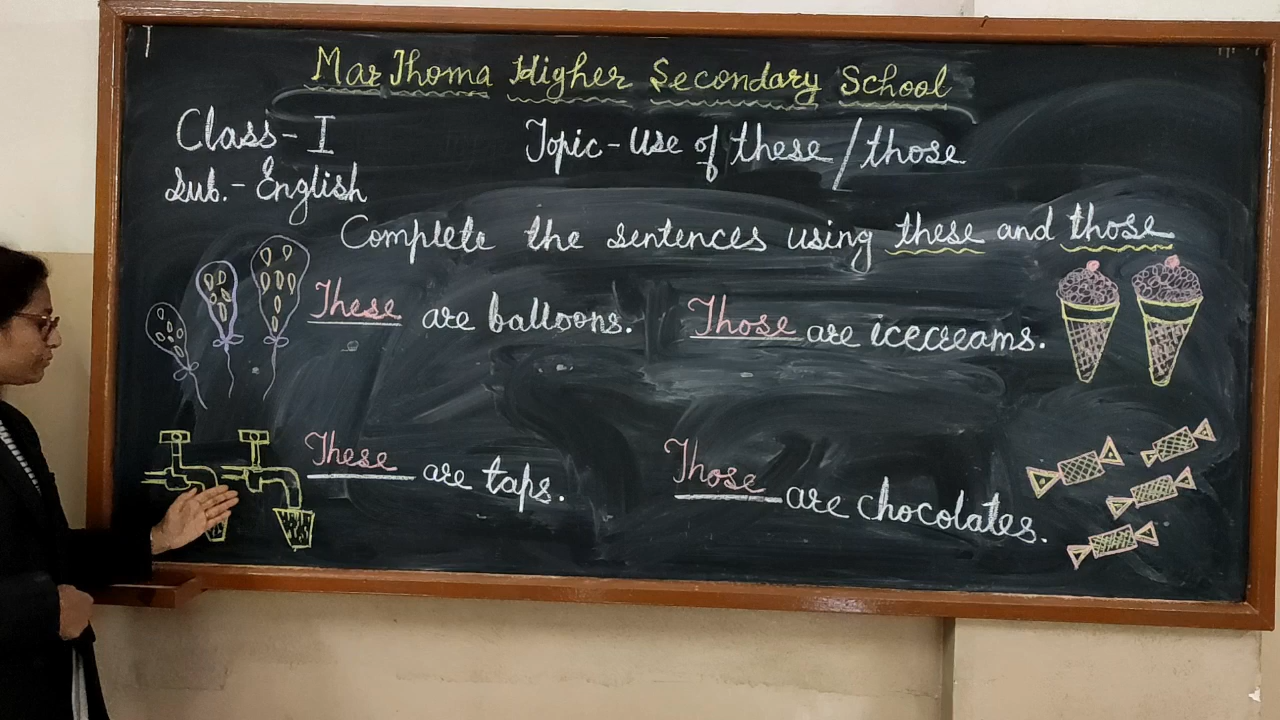 Mar Thoma Higher Secondary School
Class-I
Topic-Use of these/those
Sub.-English
Complete the sentences using these and those
These are balloons.
Those are icecreams.
These are taps.
Those are chocolates.